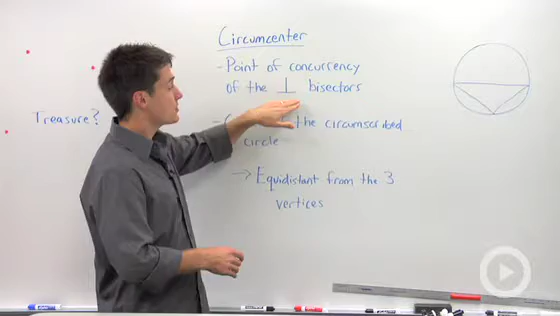 Circumcenter
- Point of concurrency
of the ⊥ bisectors
Treasure?
- the circumscribed
circle
→ Equidistant from the 3
vertices